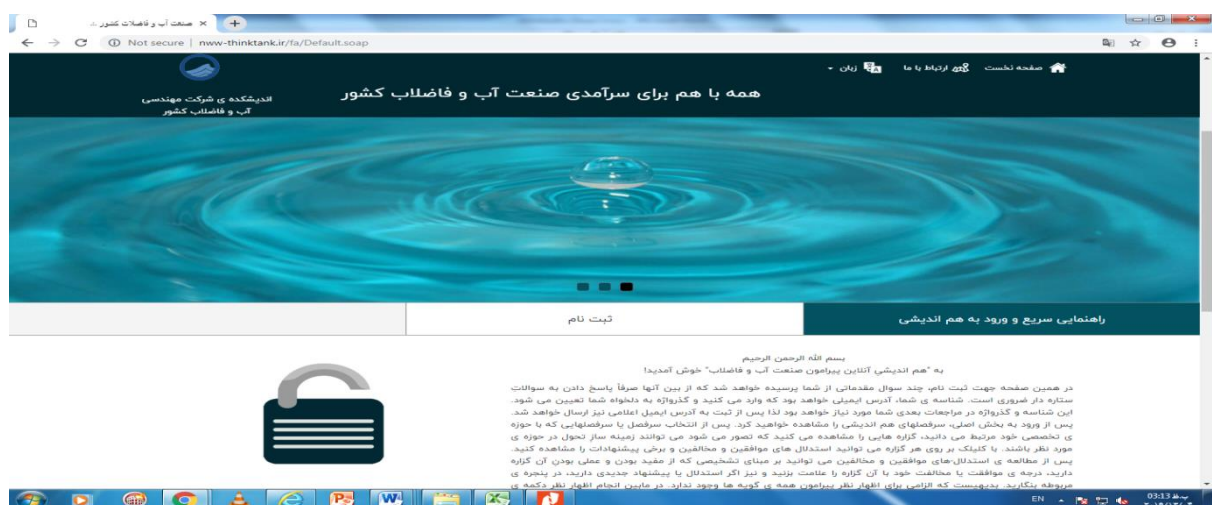 صنعت آب و فاضلاب کشور
Not secure | nww-thinktank.ir/fa/Default.soap
صفحه نخست
ارتباط با ما
زبان
همه با هم برای سرآمدی صنعت آب و فاضلاب کشور
اندیشکده ی شرکت مهندسی
آب و فاضلاب کشور
راهنمایی سریع و ورود به هم اندیشی
ثبت نام
بسم الله الرحمن الرحیم
به "هم اندیشیِ آنلاین پیرامون صنعت آب و فاضلاب" خوش آمدید!
در همین صفحه جهت ثبت نام، چند سوال مقدماتی از شما پرسیده خواهد شد که از بین آنها صرفاً پاسخ دادن به سوالات
ستاره دار ضروری است. شناسه ی شما، آدرس ایمیلی خواهد بود که وارد می کنید و گذرواژه به دلخواه شما تعیین می شود.
این شناسه و گذرواژه در مراجعات بعدی شما مورد نیاز خواهد بود لذا پس از ثبت به آدرس ایمیل اعلامی نیز ارسال خواهد شد.
پس از ورود به بخش اصلی، سرفصلهای هم اندیشی را مشاهده خواهید کرد. پس از انتخاب سرفصل یا سرفصلهایی که با حوزه
ی تخصصی خود مرتبط می دانید، گزاره هایی را مشاهده می کنید که تصور می شود می توانند زمینه ساز تحول در حوزه ی
مورد نظر باشند. با کلیلک بر روی هر گزاره می توانید استدلال های موافقین و مخالفین و برخی پیشنهادات را مشاهده کنید.
پس از مطالعه ی استدلال‌های موافقین و مخالفین می توانید بر مبنای تشخیصی که از مفید بودن و عملی بودن آن گزاره
دارید، درجه ی موافقت یا مخالفت خود با آن گزاره را علامت بزنید و نیز اگر استدلال یا پیشنهاد جدیدی دارید، در پنجره ی
مربوطه بنگارید. بدیهیست که الزامی برای اظهار نظر پیرامون همه ی گویه ها وجود ندارد. در مابین انجام اظهار نظر دکمه ی
EN
03:13 ب.ظ